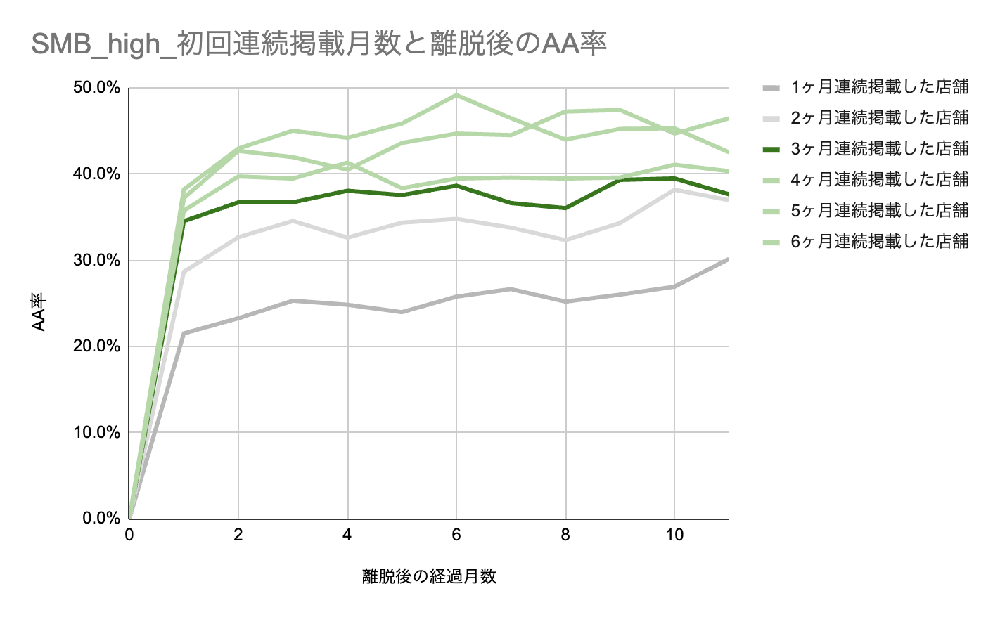 SMB_high_初回連続掲載月数と離脱後のAA率
50.0%
40.0%
30.0%
20.0%
10.0%
0.0%
AA率
0 2 4 6 8 10
離脱後の経過月数
1ヶ月連続掲載した店舗
2ヶ月連続掲載した店舗
3ヶ月連続掲載した店舗
4ヶ月連続掲載した店舗
5ヶ月連続掲載した店舗
6ヶ月連続掲載した店舗